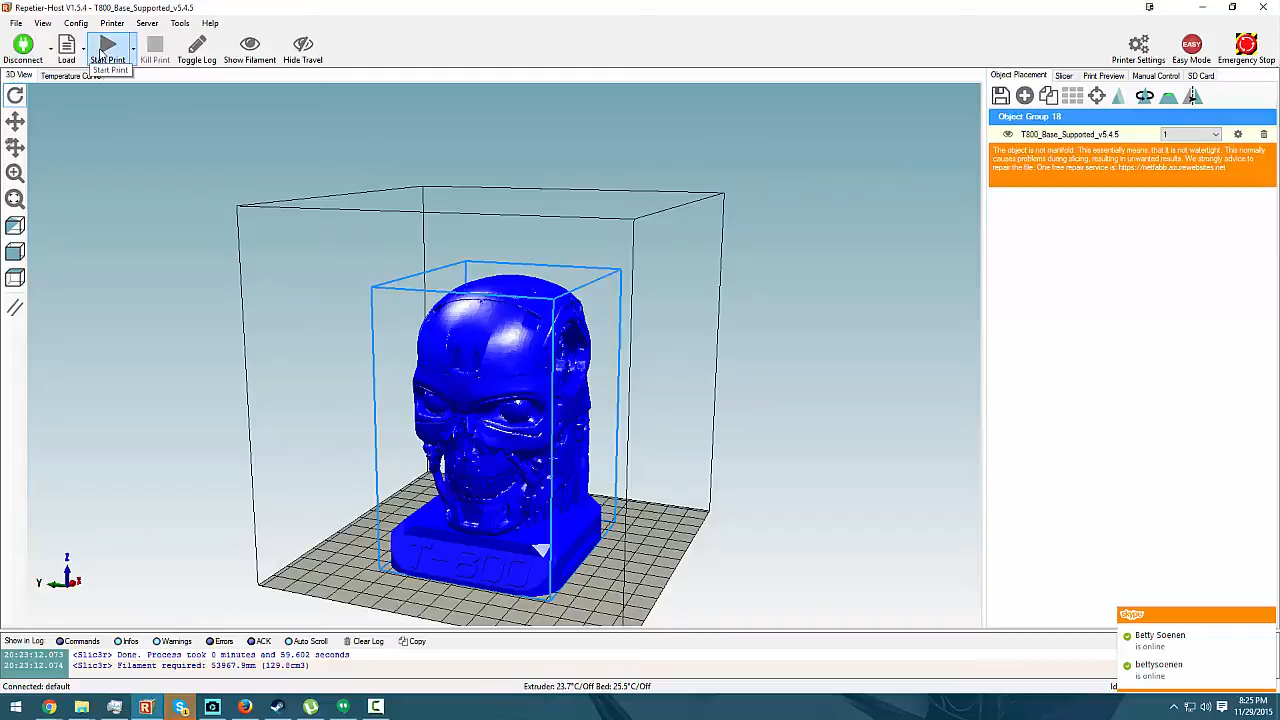 Repetier-Host V1.5.4 - T800_Base_Supported_v5.4.5
File View Config Printer Server Tools Help
Disconnect Load Start Print Kill Print Toggle Log Show Filament Hide Travel Printer Settings Easy Mode Emergency Stop
Start Print
3D View Temperature Curve
Object Placement Slicer Print Preview Manual Control SD Card
Object Group 18
T800_Base_Supported_v5.4.5 1
The object is not manifold. This essentially means, that it is not watertight. This normally
causes problems during slicing, resulting in unwanted results. We strongly advice to
repair the file. One free repair service is: https://netfabb.azurewebsites.net
T-800
Z
Y
skype
Betty Soenen
is online
bettysoenen
is online
Show in Log: Commands Infos Warnings Errors ACK Auto Scroll Clear Log Copy
20:23:12.073 <Slic3r> Done. Process took 0 minutes and 59.602 seconds
20:23:12.074 <Slic3r> Filament required: 53967.9mm (129.8cm3)
Connected: default Extruder: 23.7°C/Off Bed: 25.5°C/Off
8:25 PM
11/29/2015